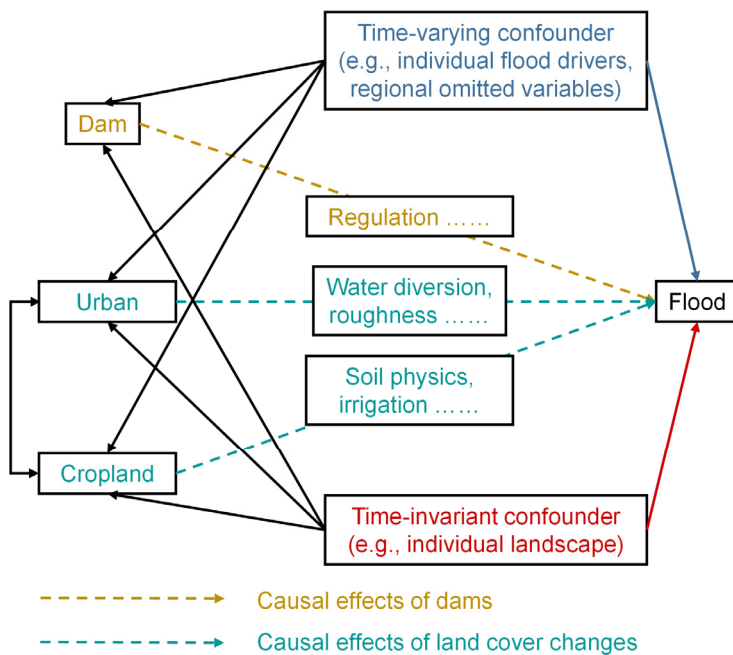 Time-varying confounder
(e.g., individual flood drivers,
regional omitted variables)
Dam
Regulation ……
Urban
Water diversion,
roughness ……
Flood
Soil physics,
irrigation ……
Cropland
Time-invariant confounder
(e.g., individual landscape)
Causal effects of dams
Causal effects of land cover changes